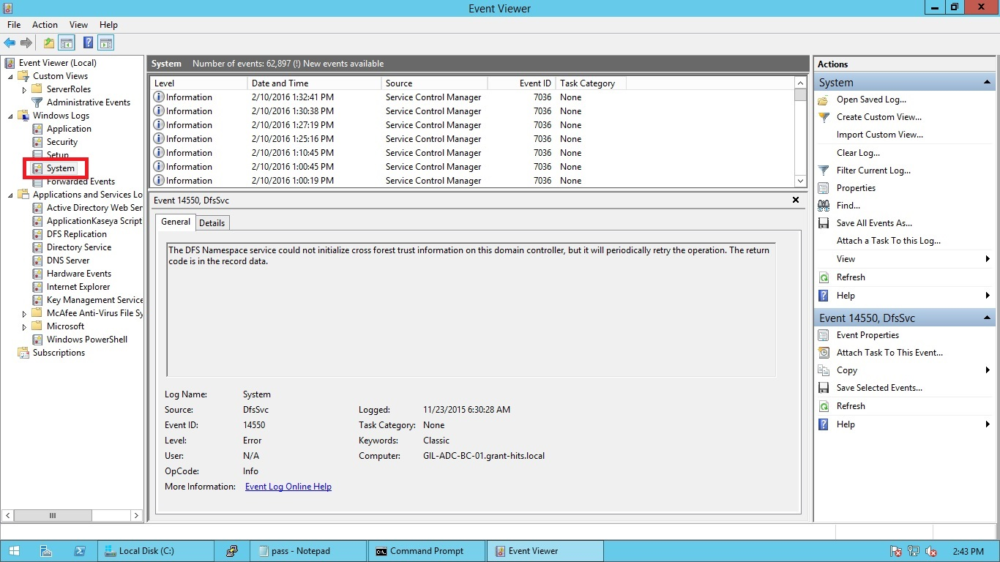 Event Viewer
File Action View Help
Event Viewer (Local)
Custom Views
ServerRoles
Administrative Events
Windows Logs
Application
Security
Setup
System
Forwarded Events
Applications and Services Lo
Active Directory Web Ser
ApplicationKaseya Script
DFS Replication
Directory Service
DNS Server
Hardware Events
Internet Explorer
Key Management Service
McAfee Anti-Virus File Sy
Microsoft
Windows PowerShell
Subscriptions
System Number of events: 62,897 (!) New events available
Level Date and Time Source Event ID Task Category
Information 2/10/2016 1:32:41 PM Service Control Manager 7036 None
Information 2/10/2016 1:30:38 PM Service Control Manager 7036 None
Information 2/10/2016 1:27:19 PM Service Control Manager 7036 None
Information 2/10/2016 1:25:16 PM Service Control Manager 7036 None
Information 2/10/2016 1:10:45 PM Service Control Manager 7036 None
Information 2/10/2016 1:00:45 PM Service Control Manager 7036 None
Information 2/10/2016 1:00:19 PM Service Control Manager 7036 None
Event 14550, DfsSvc
General Details
The DFS Namespace service could not initialize cross forest trust information on this domain controller, but it will periodically retry the operation. The return
code is in the record data.
Log Name: System
Source: DfsSvc Logged: 11/23/2015 6:30:28 AM
Event ID: 14550 Task Category: None
Level: Error Keywords: Classic
User: N/A Computer: GIL-ADC-BC-01.grant-hits.local
OpCode: Info
More Information: Event Log Online Help
Actions
System
Open Saved Log...
Create Custom View...
Import Custom View...
Clear Log...
Filter Current Log...
Properties
Find...
Save All Events As...
Attach a Task To this Log...
View
Refresh
Help
Event 14550, DfsSvc
Event Properties
Attach Task To This Event...
Copy
Save Selected Events...
Refresh
Help
Local Disk (C:) pass - Notepad Command Prompt Event Viewer 2:43 PM